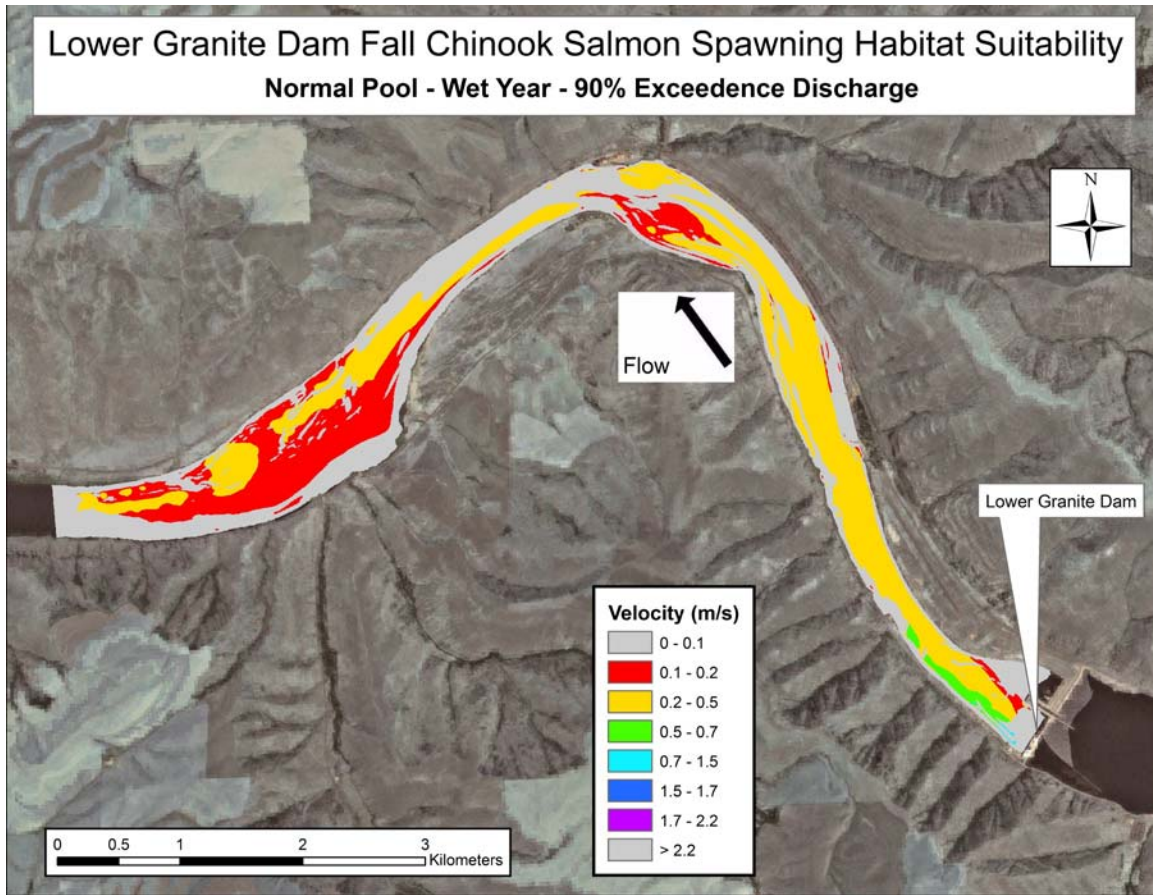 Lower Granite Dam Fall Chinook Salmon Spawning Habitat Suitability
Normal Pool - Wet Year - 90% Exceedence Discharge
N
Flow
Lower Granite Dam
Velocity (m/s)
0 - 0.1
0.1 - 0.2
0.2 - 0.5
0.5 - 0.7
0.7 - 1.5
1.5 - 1.7
1.7 - 2.2
> 2.2
0 0.5 1 2 3
Kilometers